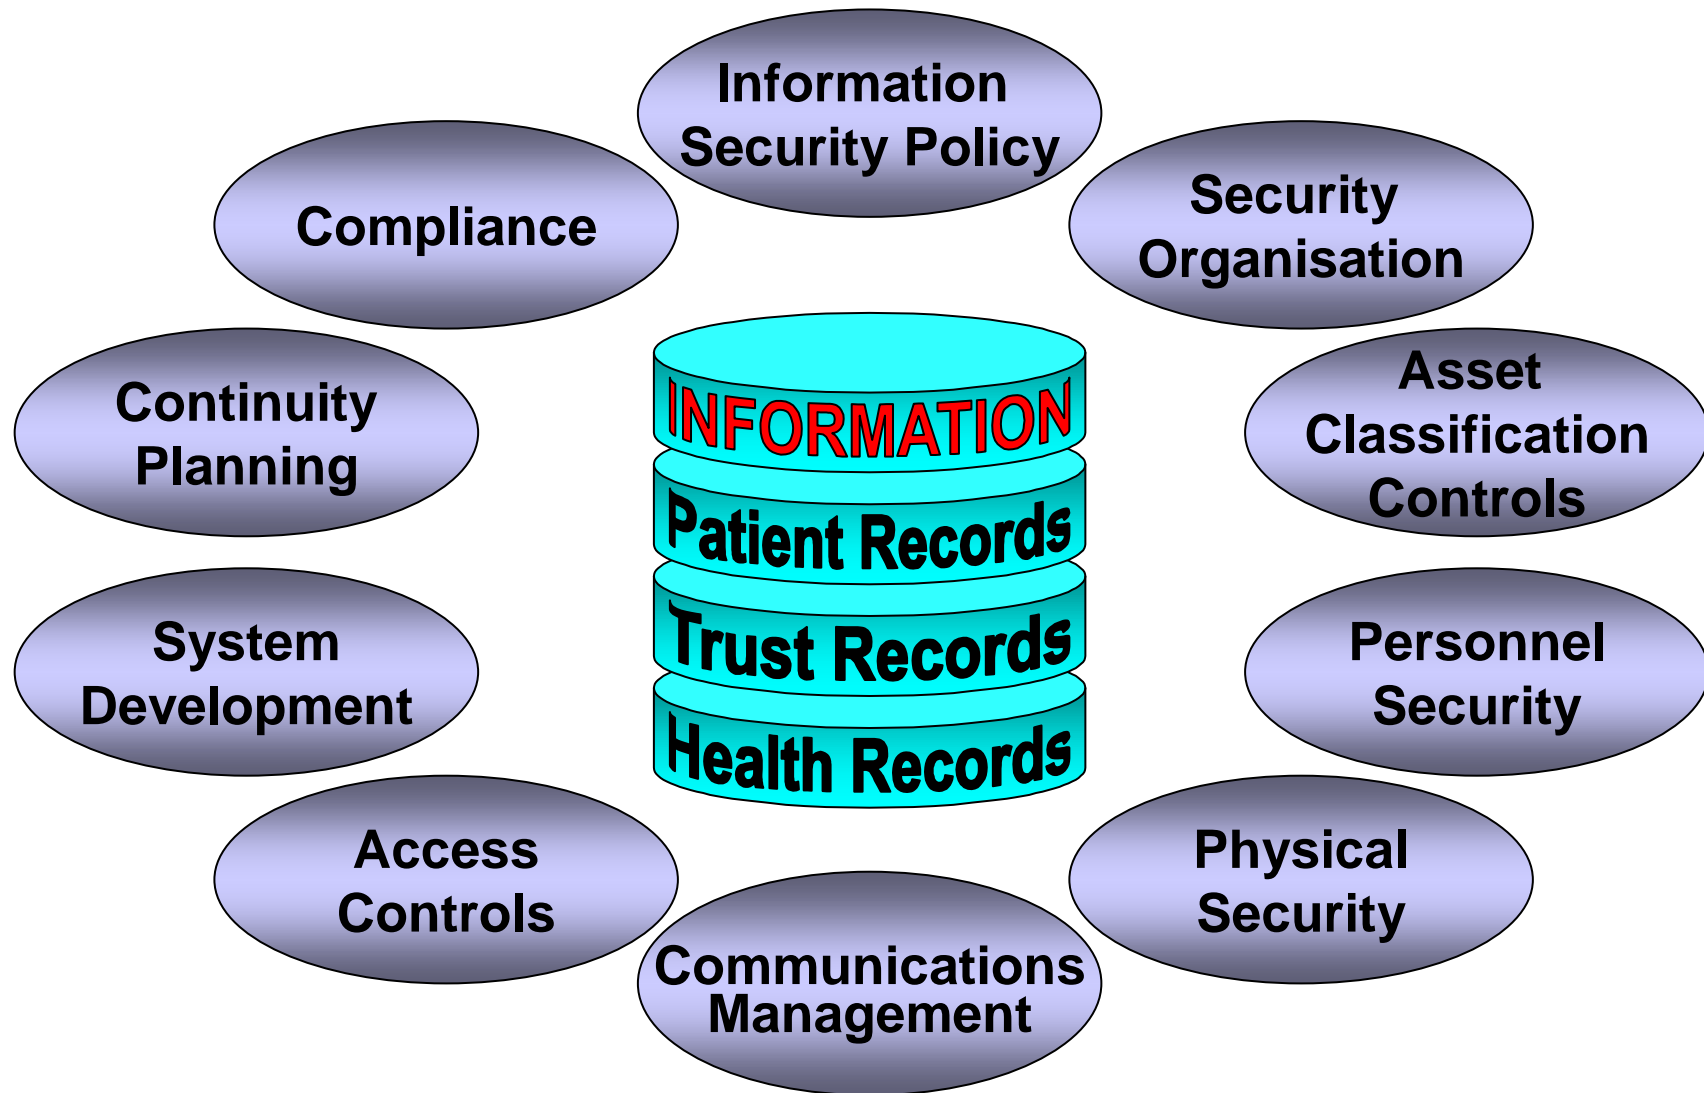 Information
Security Policy
Security
Organisation
Asset
Classification
Controls
Personnel
Security
Physical
Security
Communications
Management
Access
Controls
System
Development
Continuity
Planning
Compliance
INFORMATION
Patient Records
Trust Records
Health Records